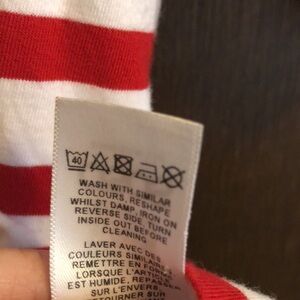 40
WASH WITH SIMILAR
COLOURS, RESHAPE
WHILST DAMP, IRON ON
REVERSE SIDE, TURN
INSIDE OUT BEFORE
CLEANING
LAVER AVEC DES
COULEURS SIMILAIRES
REMETTRE EN FORME
LORSQUE L'ARTICLE
EST HUMIDE, REPASSER
SUR L'ENVERS